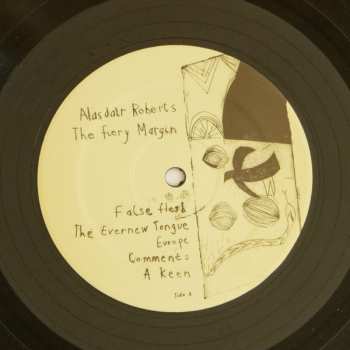 Alasdair Roberts
The fiery Margin
False flesh
The Evernew Tongue
Europe
Comments
A Keen
Side A